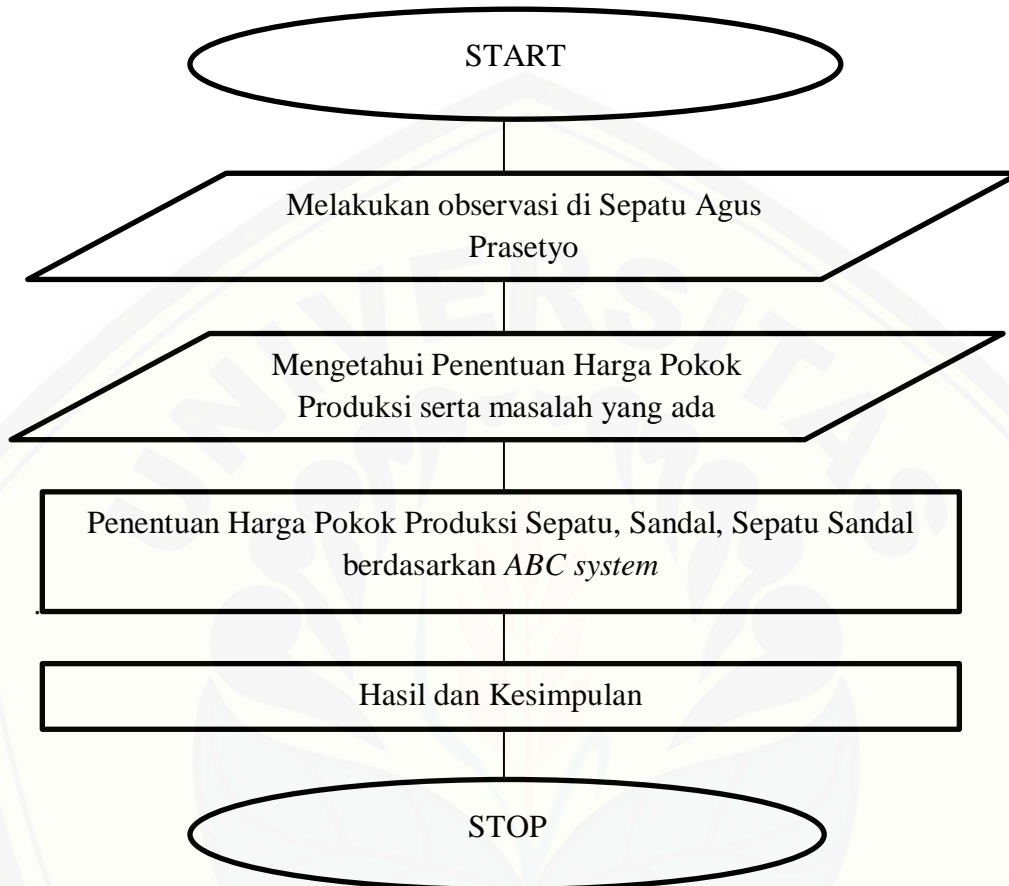 START
Melakukan observasi di Sepatu Agus
Prasetyo
Mengetahui Penentuan Harga Pokok
Produksi serta masalah yang ada
Penentuan Harga Pokok Produksi Sepatu, Sandal, Sepatu Sandal
berdasarkan ABC system
.
Hasil dan Kesimpulan
STOP
UNIVERSITAS